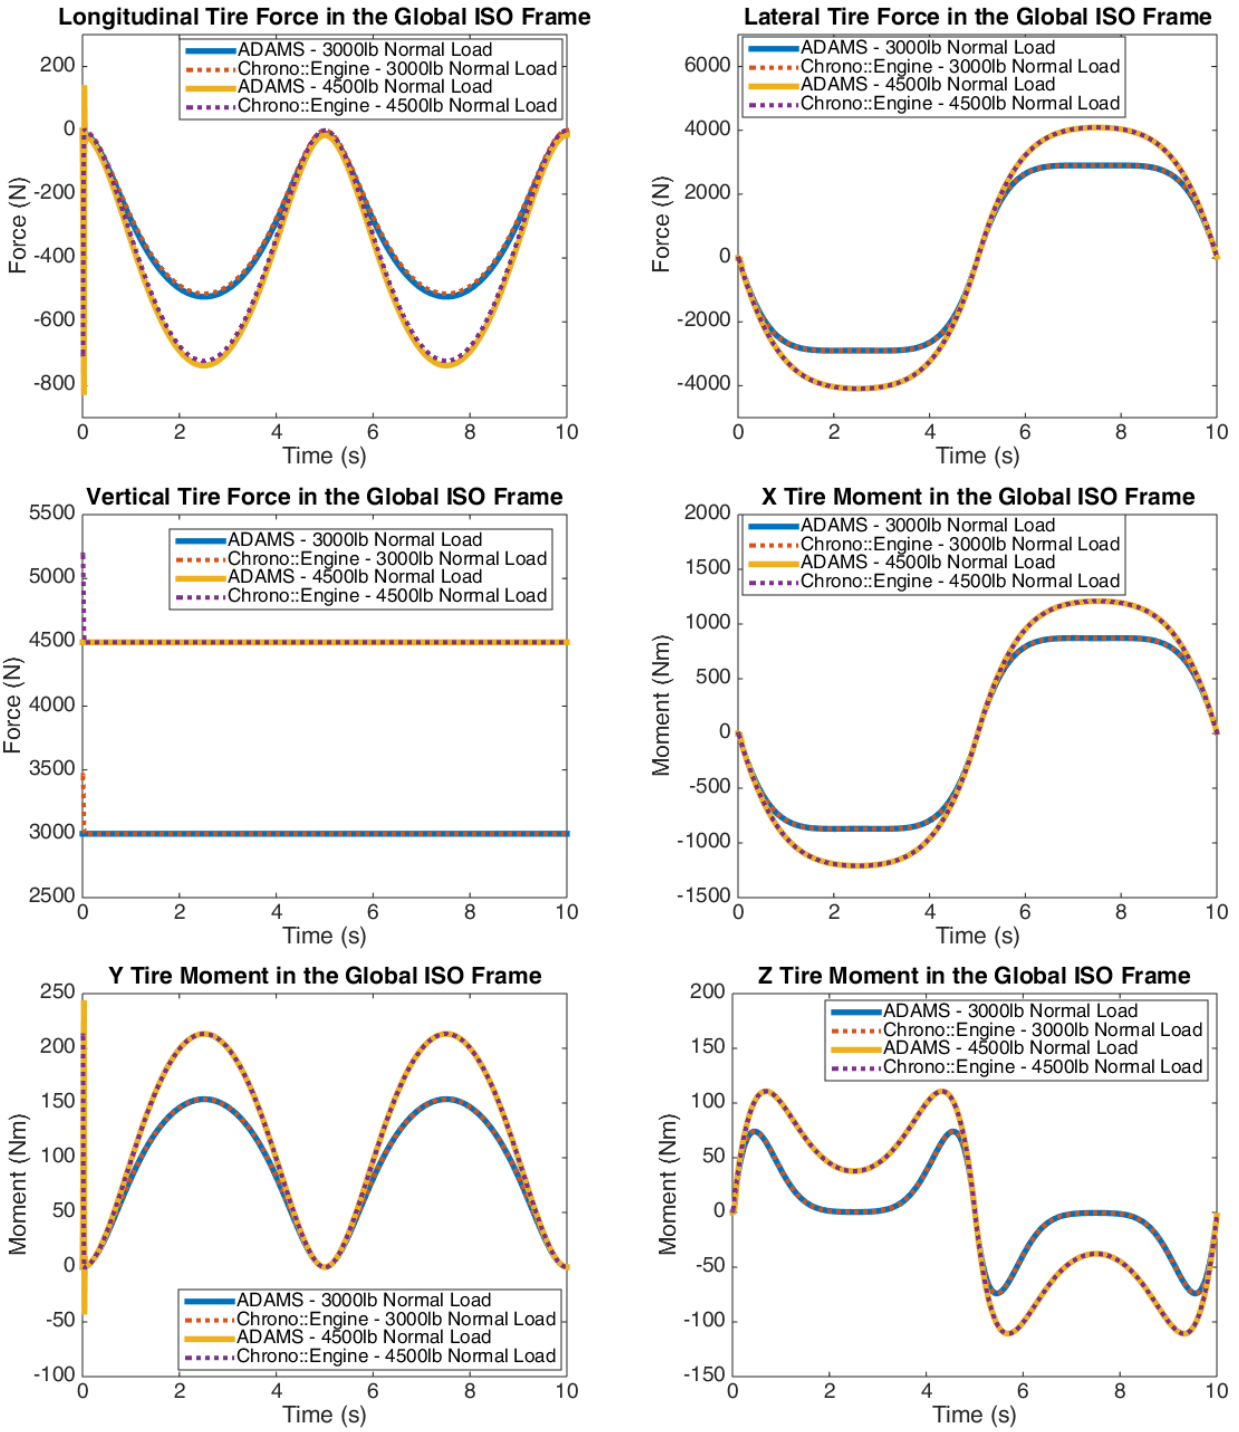 Longitudinal Tire Force in the Global ISO Frame
ADAMS - 3000lb Normal Load
Chrono::Engine - 3000lb Normal Load
ADAMS - 4500lb Normal Load
Chrono::Engine - 4500lb Normal Load
200
0
-200
-400
-600
-800
Force (N)
0 2 4 6 8 10
Time (s)
Lateral Tire Force in the Global ISO Frame
ADAMS - 3000lb Normal Load
Chrono::Engine - 3000lb Normal Load
ADAMS - 4500lb Normal Load
Chrono::Engine - 4500lb Normal Load
6000
4000
2000
0
-2000
-4000
Force (N)
0 2 4 6 8 10
Time (s)
Vertical Tire Force in the Global ISO Frame
ADAMS - 3000lb Normal Load
Chrono::Engine - 3000lb Normal Load
ADAMS - 4500lb Normal Load
Chrono::Engine - 4500lb Normal Load
5500
5000
4500
4000
3500
3000
2500
Force (N)
0 2 4 6 8 10
Time (s)
X Tire Moment in the Global ISO Frame
ADAMS - 3000lb Normal Load
Chrono::Engine - 3000lb Normal Load
ADAMS - 4500lb Normal Load
Chrono::Engine - 4500lb Normal Load
2000
1500
1000
500
0
-500
-1000
-1500
Moment (Nm)
0 2 4 6 8 10
Time (s)
Y Tire Moment in the Global ISO Frame
250
200
150
100
50
0
-50
-100
Moment (Nm)
ADAMS - 3000lb Normal Load
Chrono::Engine - 3000lb Normal Load
ADAMS - 4500lb Normal Load
Chrono::Engine - 4500lb Normal Load
0 2 4 6 8 10
Time (s)
Z Tire Moment in the Global ISO Frame
ADAMS - 3000lb Normal Load
Chrono::Engine - 3000lb Normal Load
ADAMS - 4500lb Normal Load
Chrono::Engine - 4500lb Normal Load
200
150
100
50
0
-50
-100
-150
Moment (Nm)
0 2 4 6 8 10
Time (s)